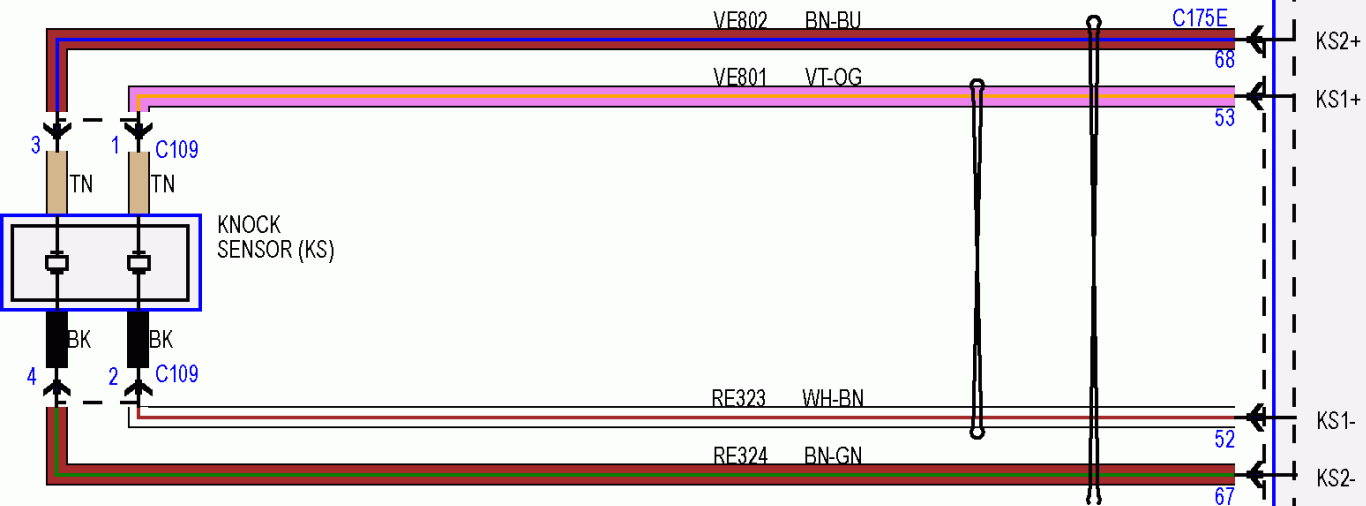 VE802 BN-BU C175E
KS2+
68
VE801 VT-OG
KS1+
53
3 1 C109
TN TN
KNOCK
SENSOR (KS)
BK BK
4 2 C109
RE323 WH-BN
KS1-
52
RE324 BN-GN
KS2-
67